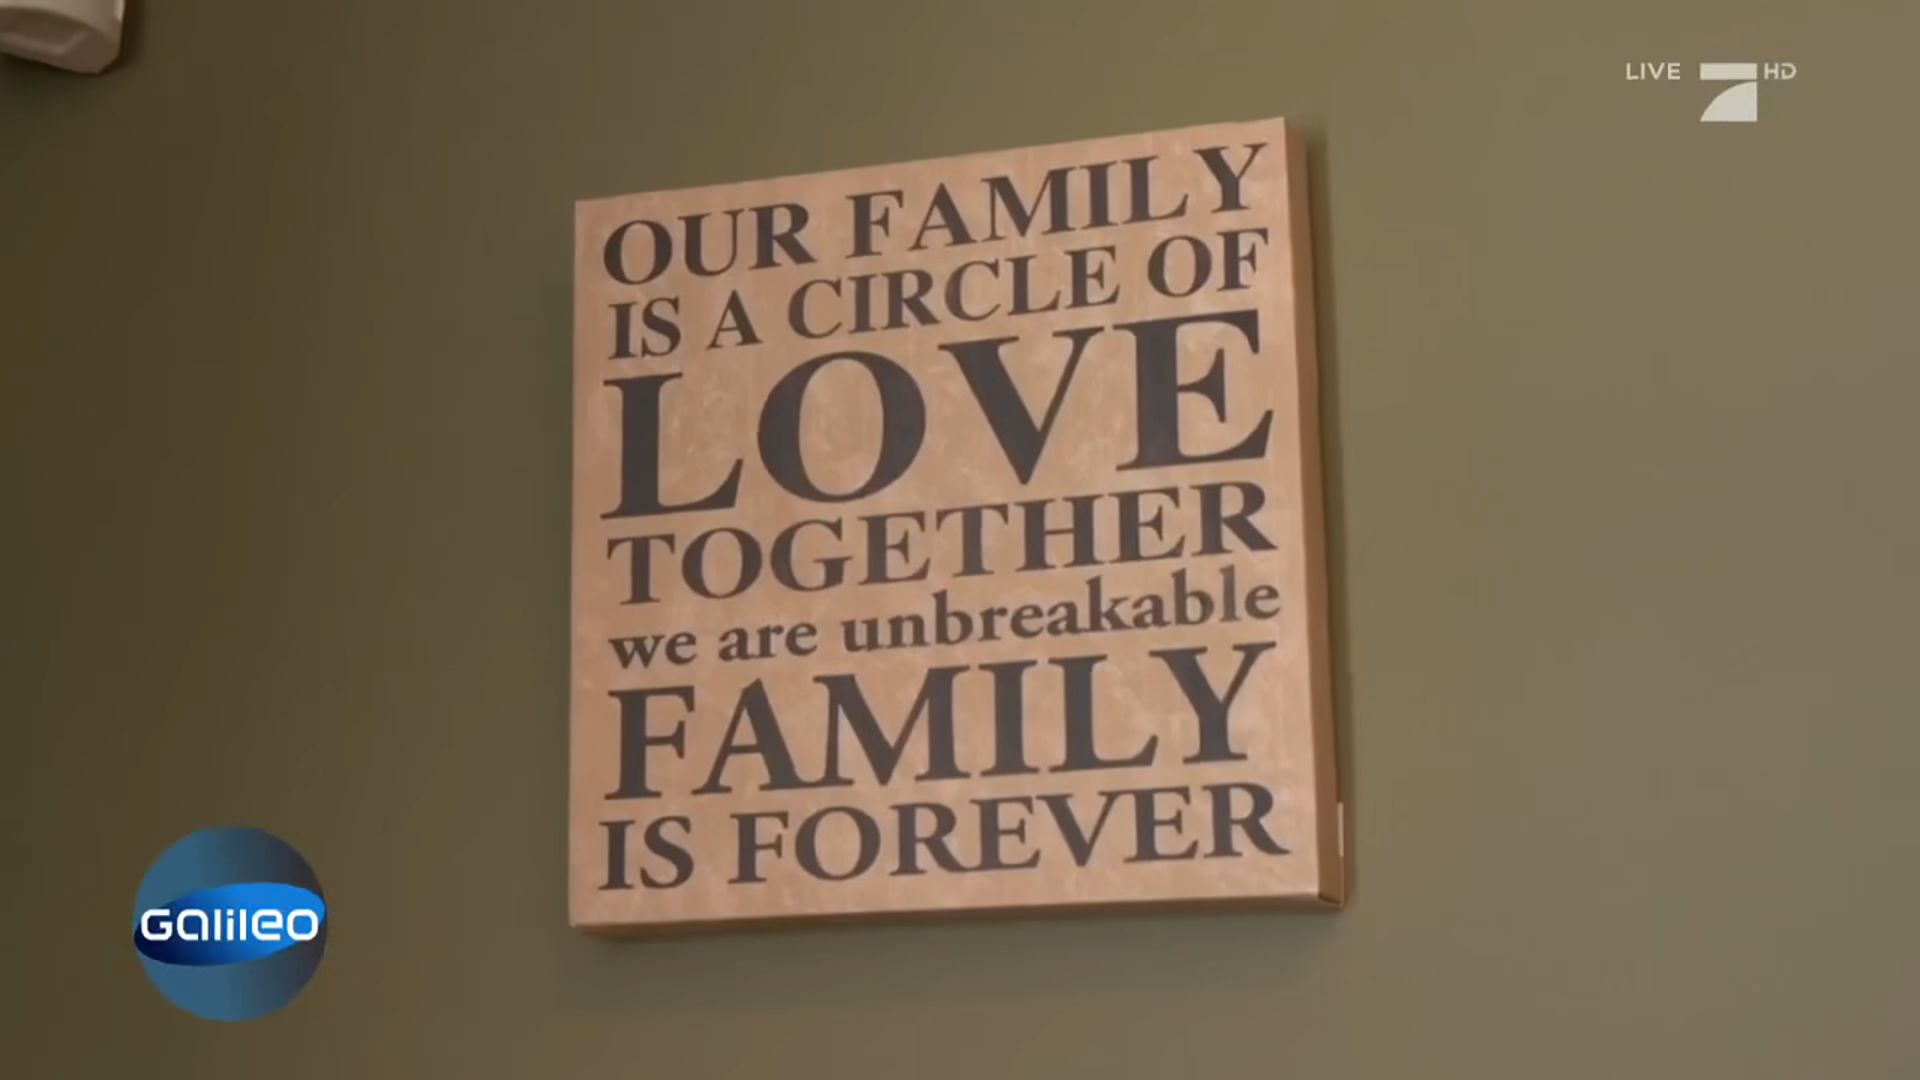 LIVE HD
OUR FAMILY
IS A CIRCLE OF
LOVE
TOGETHER
we are unbreakable
FAMILY
IS FOREVER
Galileo